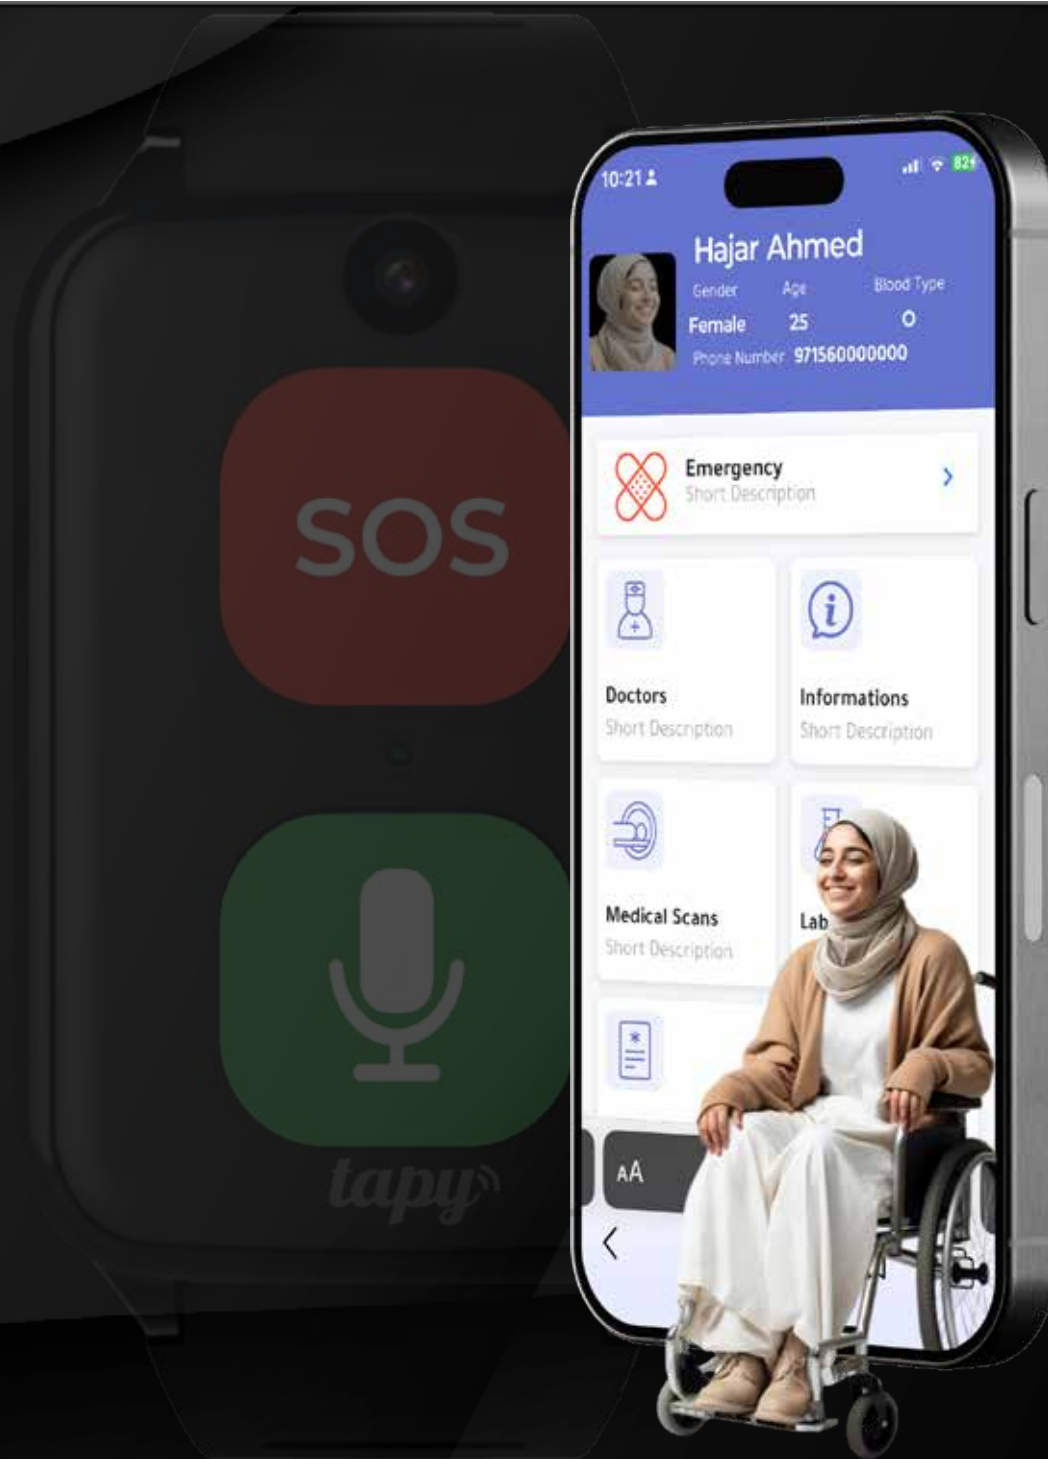 SOS
tapy
10:21
82
Hajar Ahmed
Gender Age Blood Type
Female 25 O
Phone Number 971560000000
Emergency
Short Description
Doctors
Short Description
Informations
Short Description
Medical Scans
Short Description
Lab
AA